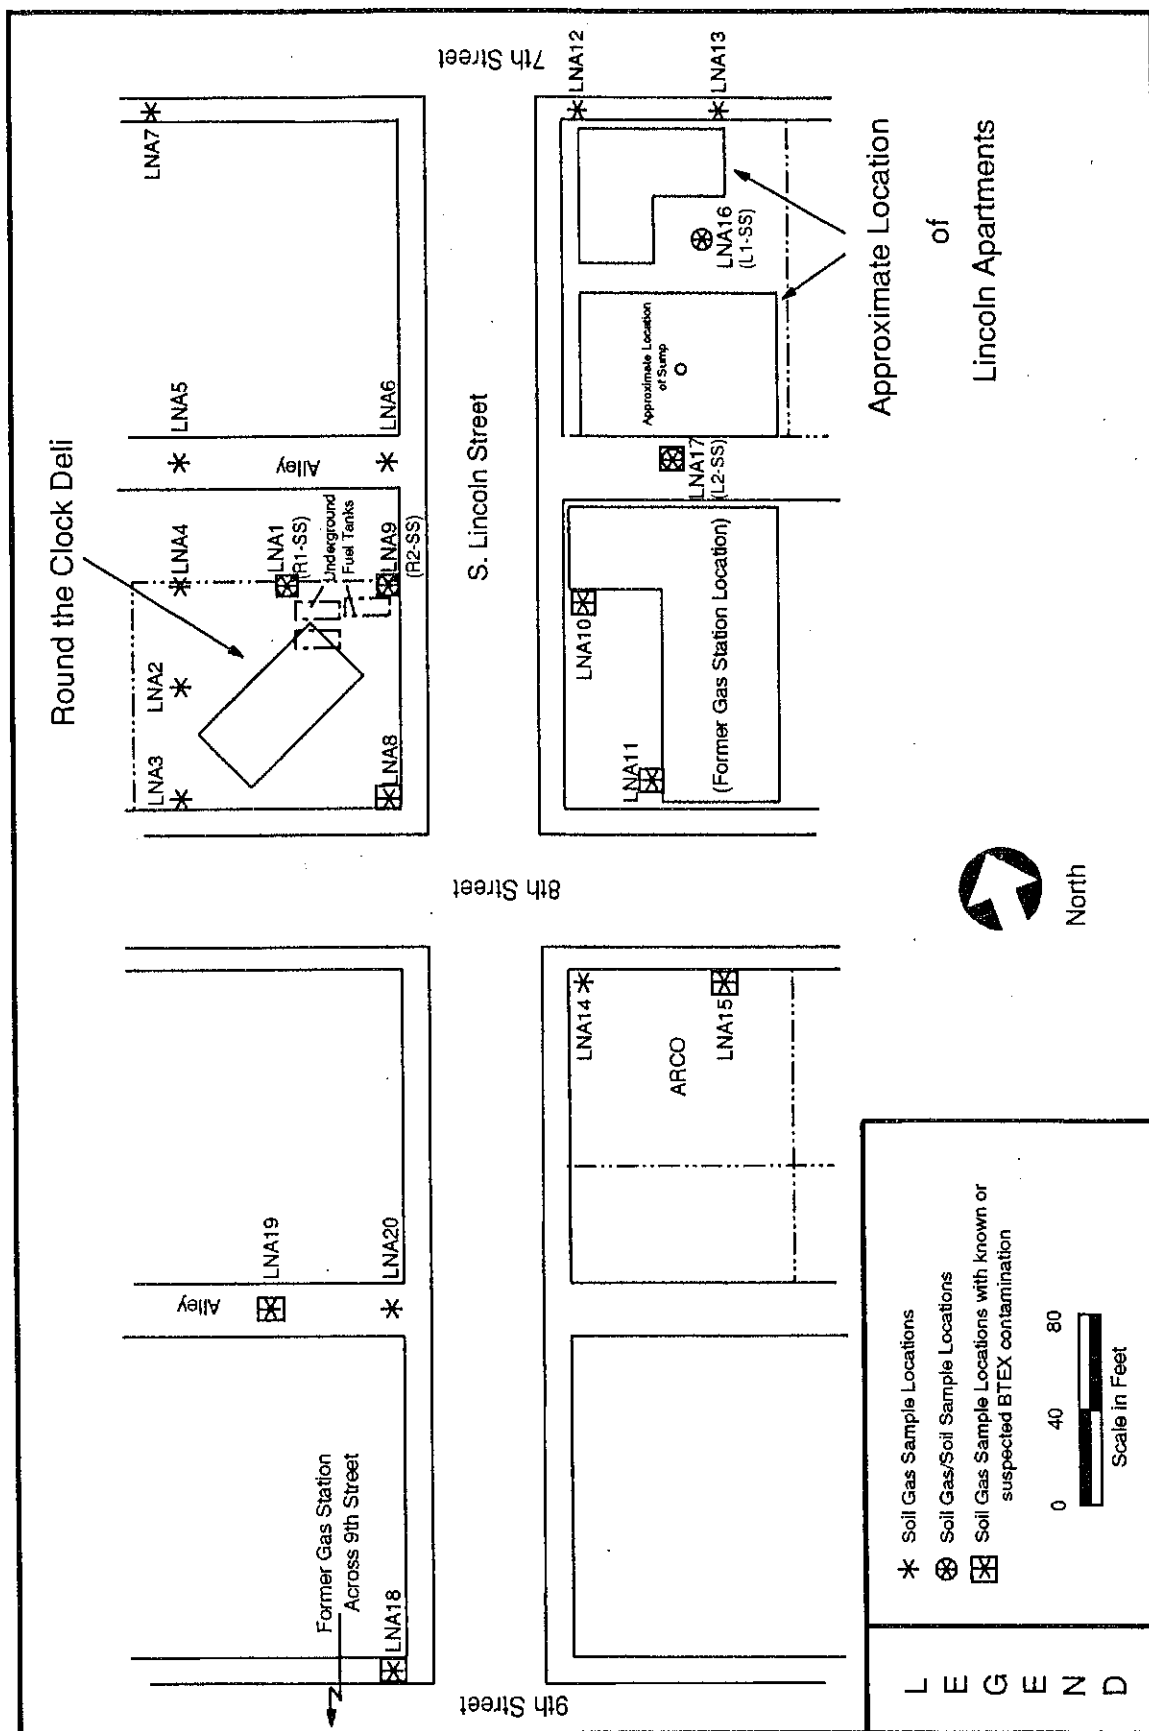 Round the Clock Deli
LNA3
LNA2
LNA4
LNA5
LNA7
Alley
LNA1
(R1-SS)
Underground
Fuel Tanks
LNA8
LNA9
(R2-SS)
LNA6
Former Gas Station
Across 9th Street
LNA18
Alley
LNA19
LNA20
9th Street
8th Street
S. Lincoln Street
7th Street
LNA14
ARCO
LNA15
LNA10
LNA11
(Former Gas Station Location)
LNA17
(L2-SS)
Approximate Location
of Sump
LNA16
(L1-SS)
LNA12
LNA13
Approximate Location
of
Lincoln Apartments
North
LEGEND
Soil Gas Sample Locations
Soil Gas/Soil Sample Locations
Soil Gas Sample Locations with known or
suspected BTEX contamination
0 40 80
Scale in Feet